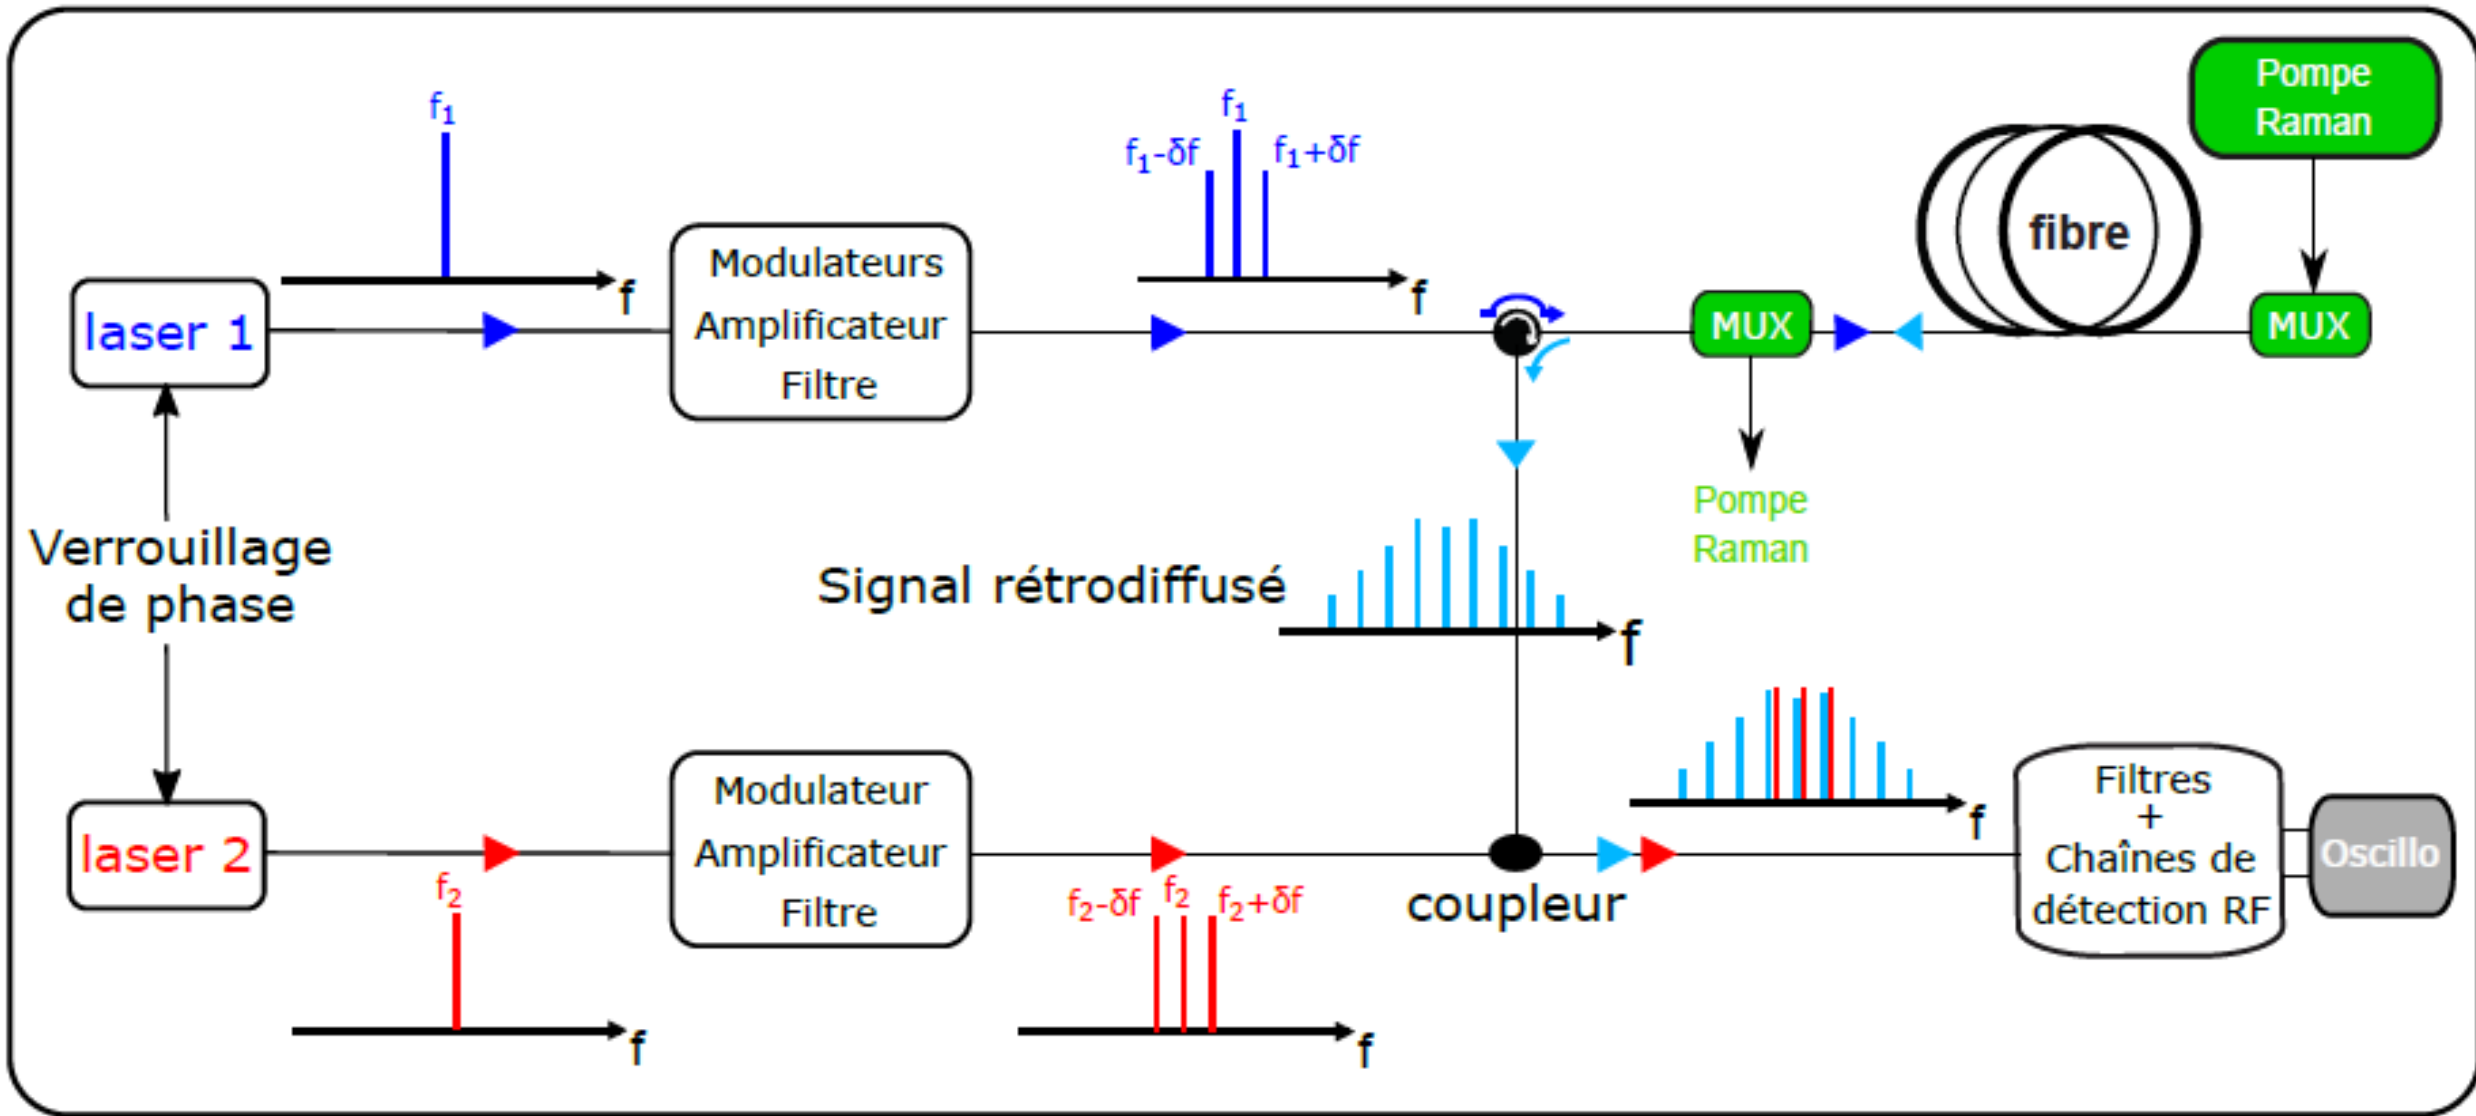 f₁
f
laser 1
Modulateurs
Amplificateur
Filtre
f₁-δf
f₁
f₁+δf
f
MUX
fibre
Pompe
Raman
MUX
Pompe
Raman
Verrouillage
de phase
Signal rétrodiffusé
f
laser 2
f₂
f
Modulateur
Amplificateur
Filtre
f₂-δf
f₂
f₂+δf
f
coupleur
f
Filtres
+
Chaînes de
détection RF
Oscillo